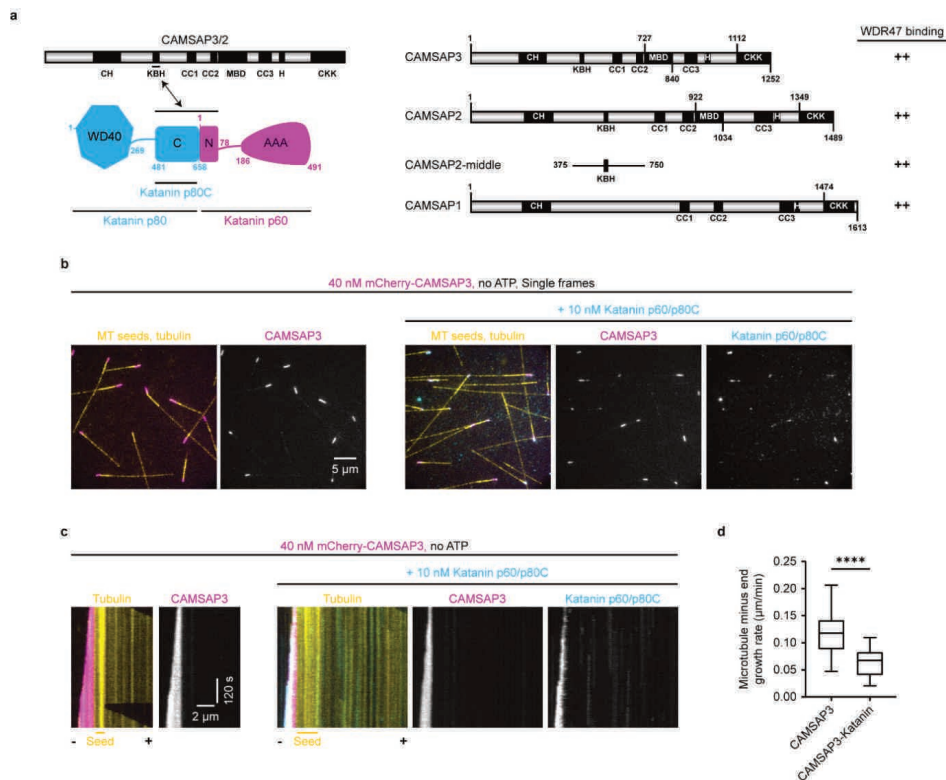 a
CAMSAP3/2
CH KBH CC1 CC2 MBD CC3 H CKK
1 WD40 269 481 C 656 1 N 78 186 AAA 491
Katanin p80C
Katanin p80 Katanin p60
WDR47 binding
1 727 1112
CAMSAP3 CH KBH CC1 CC2 MBD CC3 H CKK ++
840 1252
1 922 1349
CAMSAP2 CH KBH CC1 CC2 MBD CC3 H CKK ++
1034 1489
CAMSAP2-middle 375 KBH 750 ++
1 1474
CAMSAP1 CH CC1 CC2 CC3 H CKK ++
1613
b
40 nM mCherry-CAMSAP3, no ATP, Single frames
+ 10 nM Katanin p60/p80C
MT seeds, tubulin CAMSAP3 MT seeds, tubulin CAMSAP3 Katanin p60/p80C
5 µm
c
40 nM mCherry-CAMSAP3, no ATP
+ 10 nM Katanin p60/p80C
Tubulin CAMSAP3 Tubulin CAMSAP3 Katanin p60/p80C
120 s
2 µm
- Seed + - Seed +
d
Microtubule minus end
growth rate (µm/min)
****
0.25
0.20
0.15
0.10
0.05
0.00
CAMSAP3
CAMSAP3-Katanin